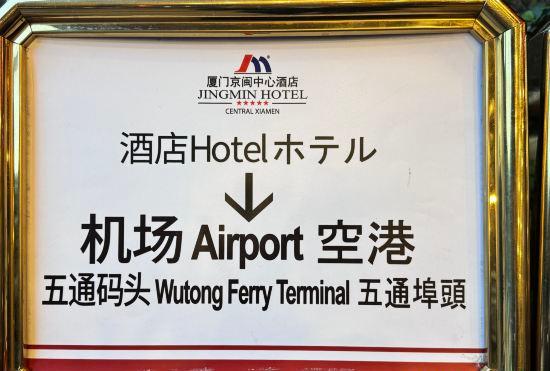 厦门京闽中心酒店
JINGMIN HOTEL
★★★★★
CENTRAL XIAMEN
酒店Hotelホテル
↓
机场 Airport 空港
五通码头 Wutong Ferry Terminal 五通埠頭